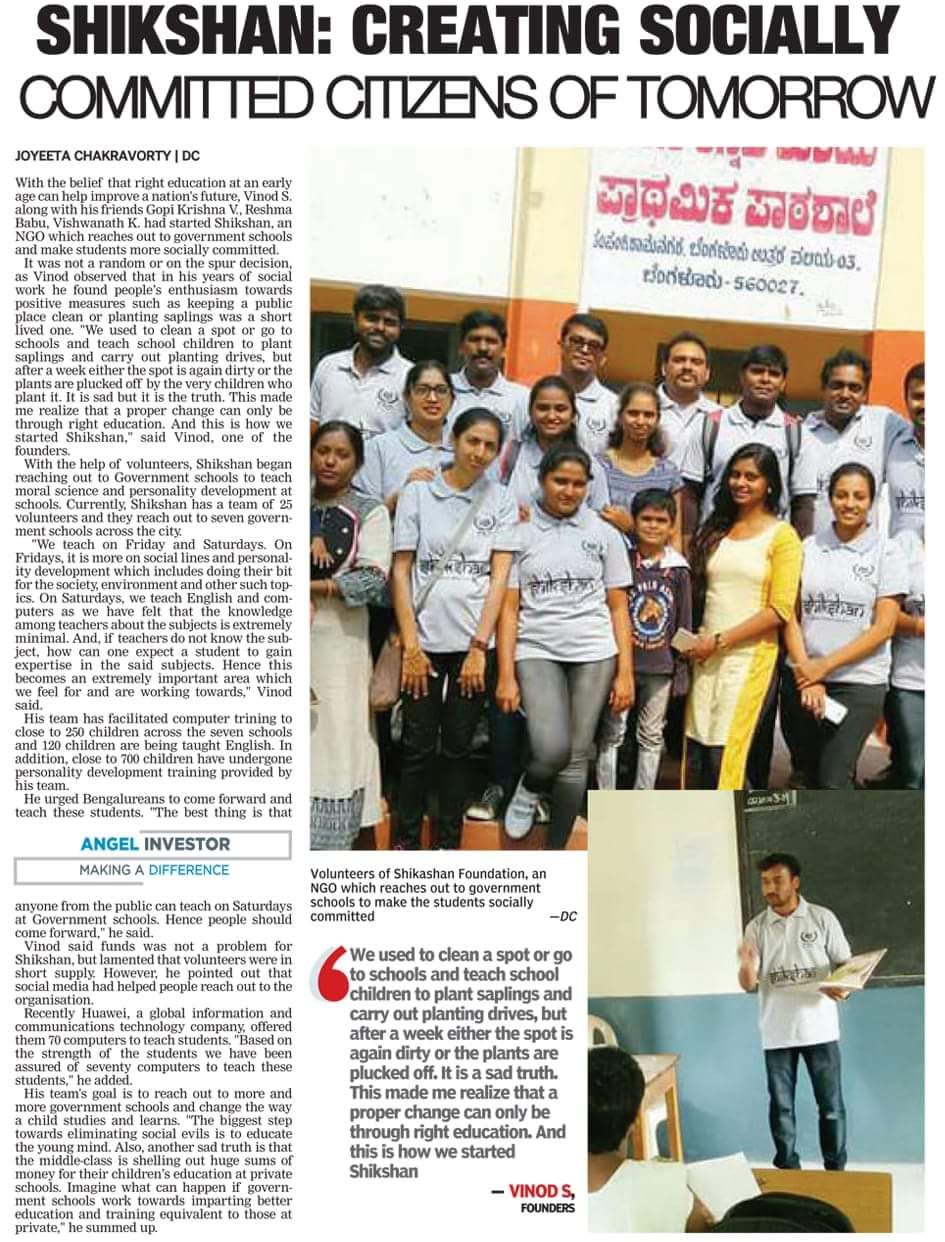 SHIKSHAN: CREATING SOCIALLY
COMMITTED CITIZENS OF TOMORROW
JOYEETA CHAKRAVORTY | DC
With the belief that right education at an early
age can help improve a nation's future, Vinod S.
along with his friends Gopi Krishna V., Reshma
Babu, Vishwanath K. had started Shikshan, an
NGO which reaches out to government schools
and make students more socially committed.
It was not a random or on the spur decision,
as Vinod observed that in his years of social
work he found people's enthusiasm towards
positive measures such as keeping a public
place clean or planting saplings was a short
lived one. "We used to clean a spot or go to
schools and teach school children to plant
saplings and carry out planting drives, but
after a week either the spot is again dirty or the
plants are plucked off by the very children who
plant it. It is sad but it is the truth. This made
me realize that a proper change can only be
through right education. And this is how we
started Shikshan," said Vinod, one of the
founders.
With the help of volunteers, Shikshan began
reaching out to Government schools to teach
moral science and personality development at
schools. Currently, Shikshan has a team of 25
volunteers and they reach out to seven govern-
ment schools across the city.
"We teach on Friday and Saturdays. On
Fridays, it is more on social lines and personal-
ity development which includes doing their bit
for the society, environment and other such top-
ics. On Saturdays, we teach English and com-
puters as we have felt that the knowledge
among teachers about the subjects is extremely
minimal. And, if teachers do not know the sub-
ject, how can one expect a student to gain
expertise in the said subjects. Hence this
becomes an extremely important area which
we feel for and are working towards," Vinod
said.
His team has facilitated computer trining to
close to 250 children across the seven schools
and 120 children are being taught English. In
addition, close to 700 children have undergone
personality development training provided by
his team.
He urged Bengalureans to come forward and
teach these students. "The best thing is that
ANGEL INVESTOR
MAKING A DIFFERENCE
anyone from the public can teach on Saturdays
at Government schools. Hence people should
come forward," he said.
Vinod said funds was not a problem for
Shikshan, but lamented that volunteers were in
short supply. However, he pointed out that
social media had helped people reach out to the
organisation.
Recently Huawei, a global information and
communications technology company, offered
them 70 computers to teach students. "Based on
the strength of the students we have been
assured of seventy computers to teach these
students," he added.
His team's goal is to reach out to more and
more government schools and change the way
a child studies and learns. "The biggest step
towards eliminating social evils is to educate
the young mind. Also, another sad truth is that
the middle-class is shelling out huge sums of
money for their children's education at private
schools. Imagine what can happen if govern-
ment schools work towards imparting better
education and training equivalent to those at
private," he summed up.
ಪ್ರಾಥಮಿಕ ಪಾಠಶಾಲೆ
ಸಂಪಂಗಿರಾಮನಗರ, ಬೆಂಗಳೂರು ಉತ್ತರ ವಲಯ-03,
ಬೆಂಗಳೂರು- 560027.
shikshan
shikshan
shikshan
Volunteers of Shikashan Foundation, an
NGO which reaches out to government
schools to make the students socially
committed —DC
We used to clean a spot or go
to schools and teach school
children to plant saplings and
carry out planting drives, but
after a week either the spot is
again dirty or the plants are
plucked off. It is a sad truth.
This made me realize that a
proper change can only be
through right education. And
this is how we started
Shikshan
— VINOD S,
FOUNDERS
shikshan